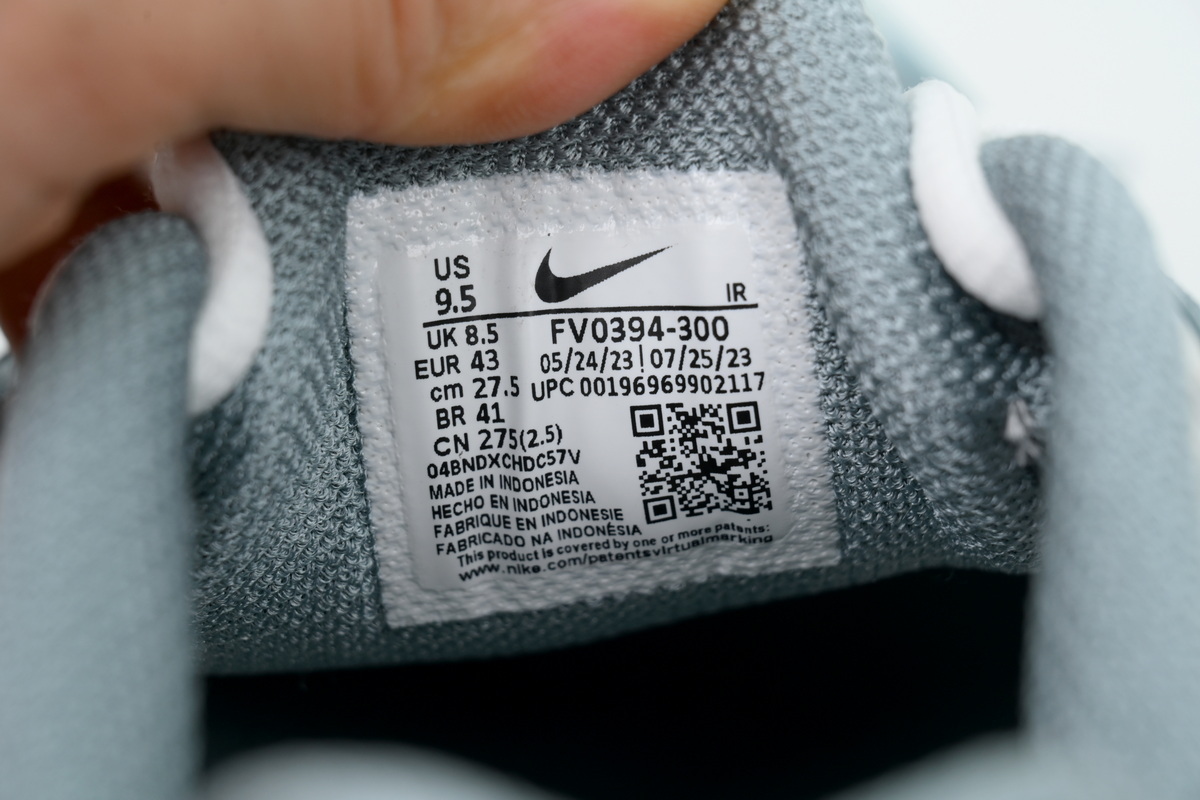 US
9.5
IR
UK 8.5
FV0394-300
EUR 43
05/24/23 | 07/25/23
cm 27.5
UPC 00196969902117
BR 41
CN 275(2.5)
04BNDXCHDC57V
MADE IN INDONESIA
HECHO EN INDONESIA
FABRIQUE EN INDONESIE
FABRICADO NA INDONÉSIA
This product is covered by one or more patents:
www.nike.com/patentsvirtualmarking